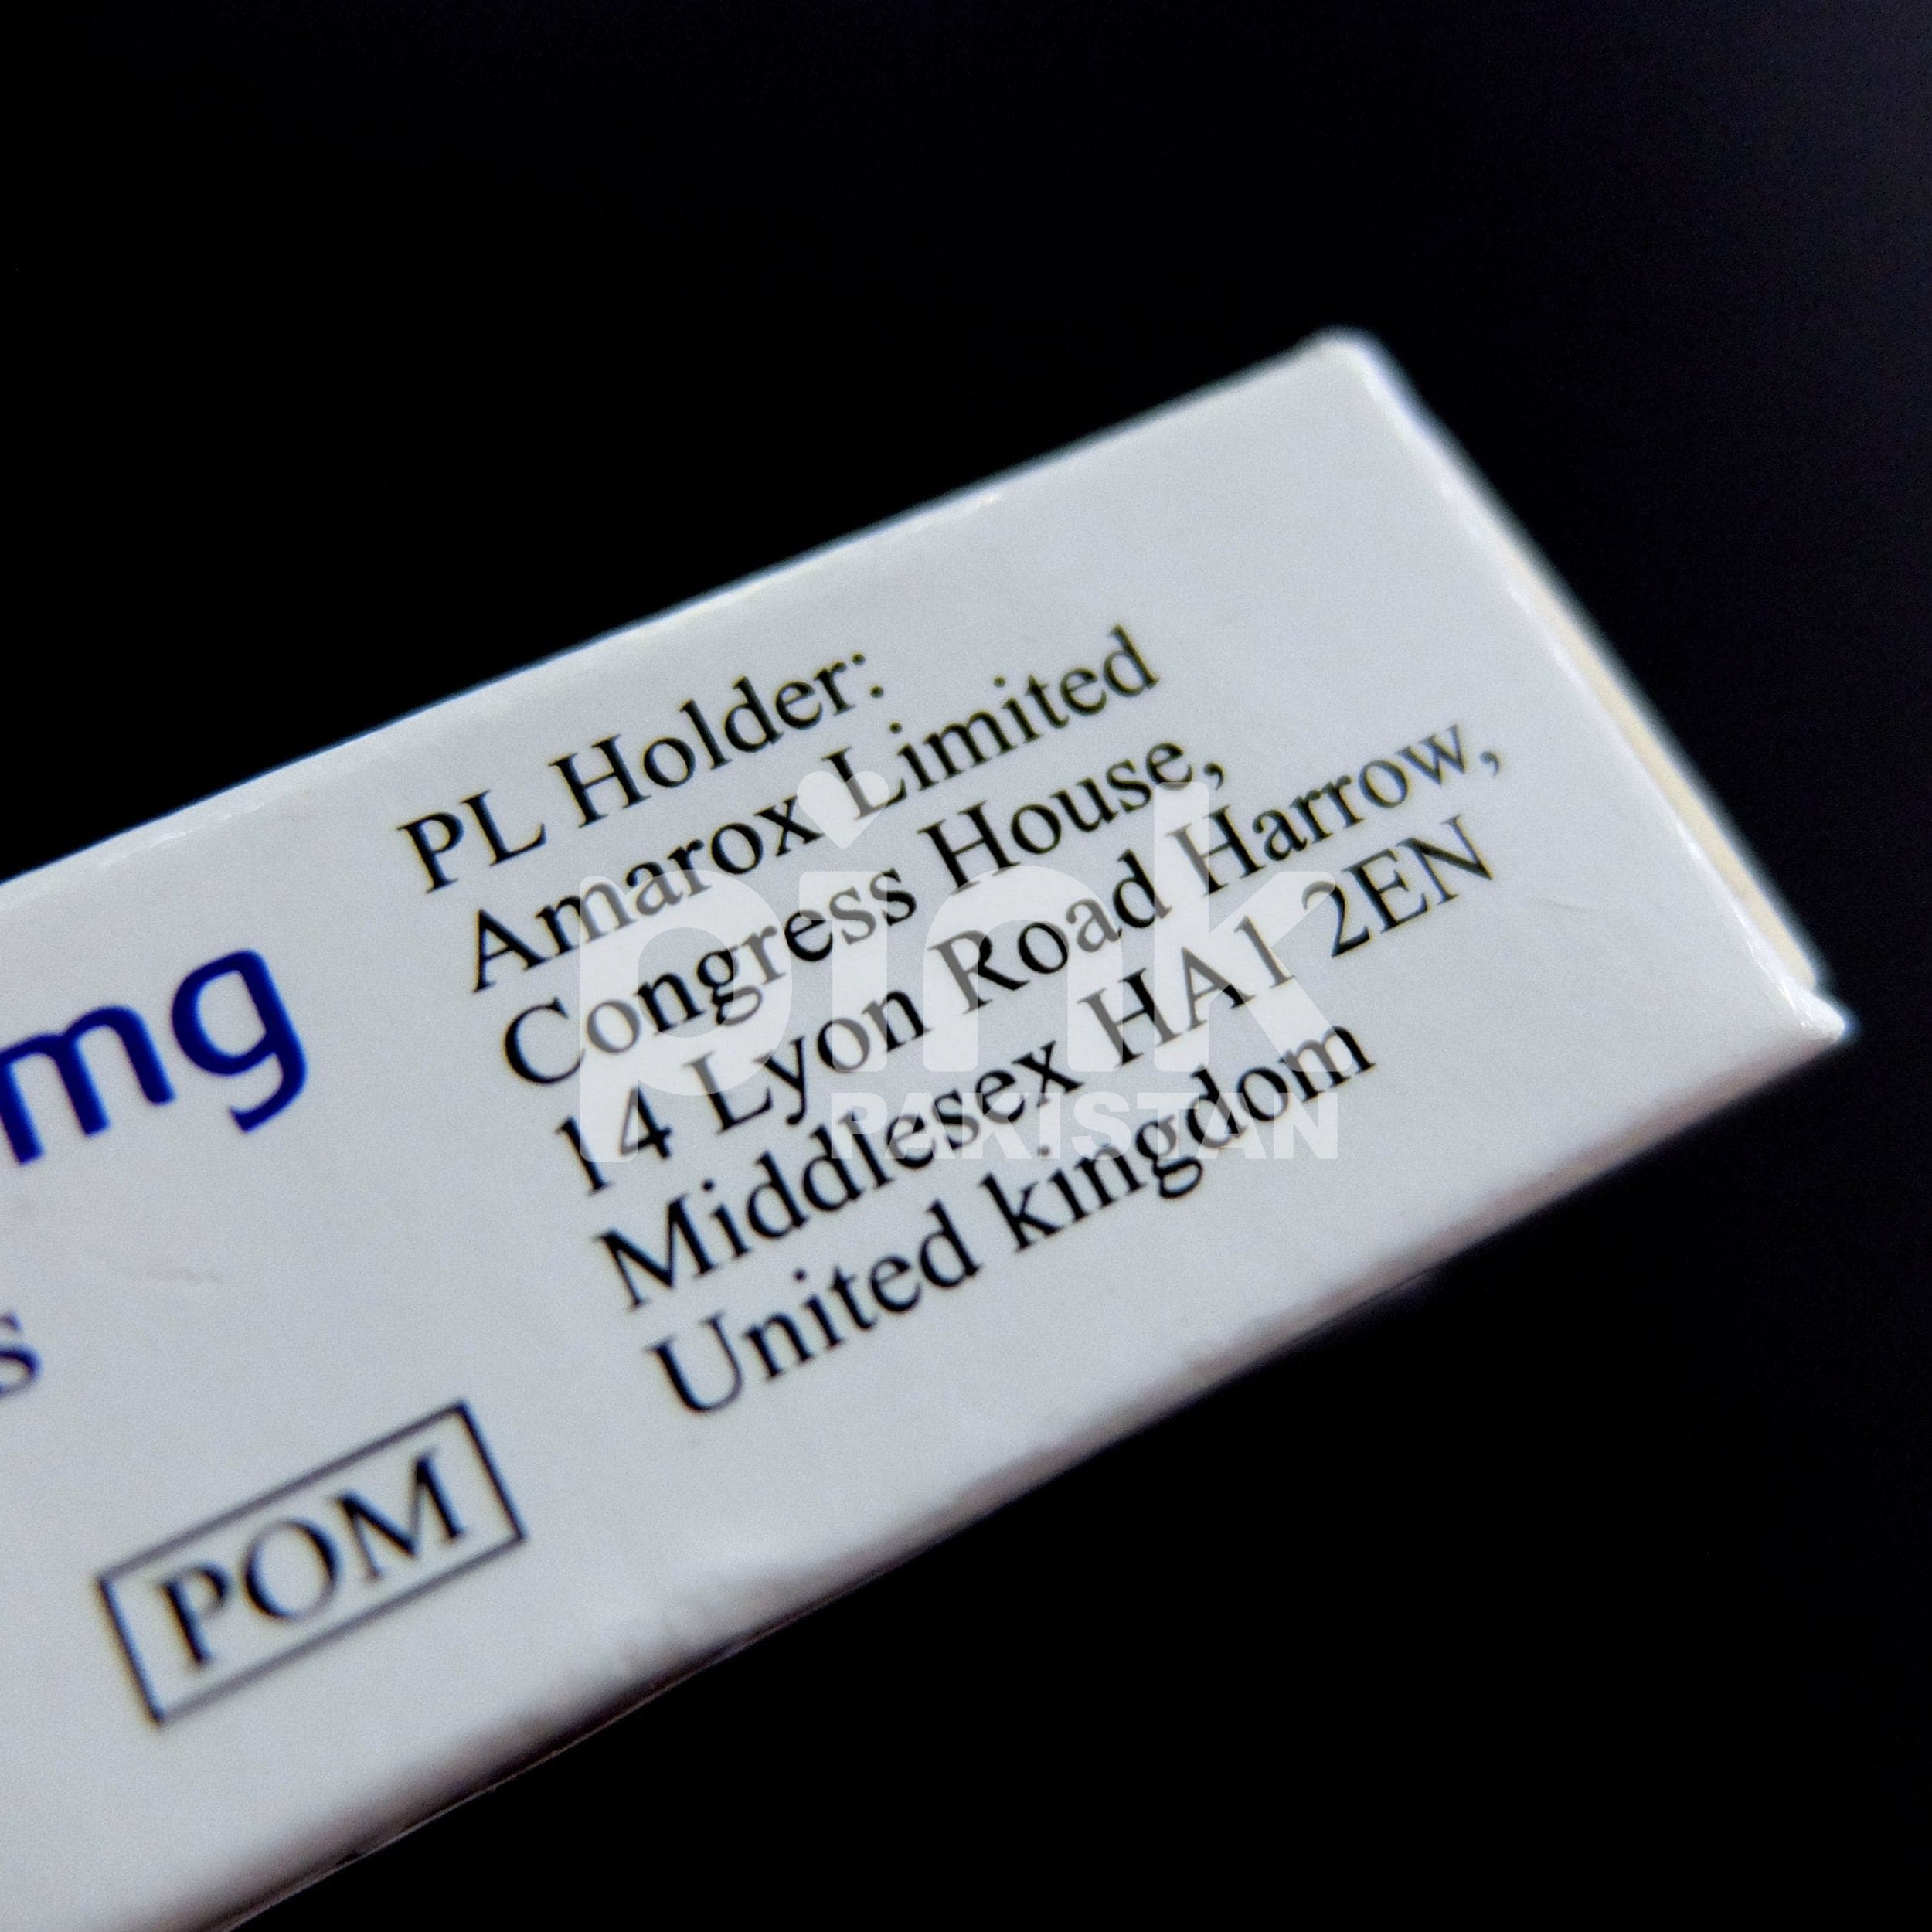 PL Holder:
Amarox Limited
Congress House,
14 Lyon Road Harrow,
Middlesex HA1 2EN
United kingdom
mg
s
POM
pink
PAKISTAN